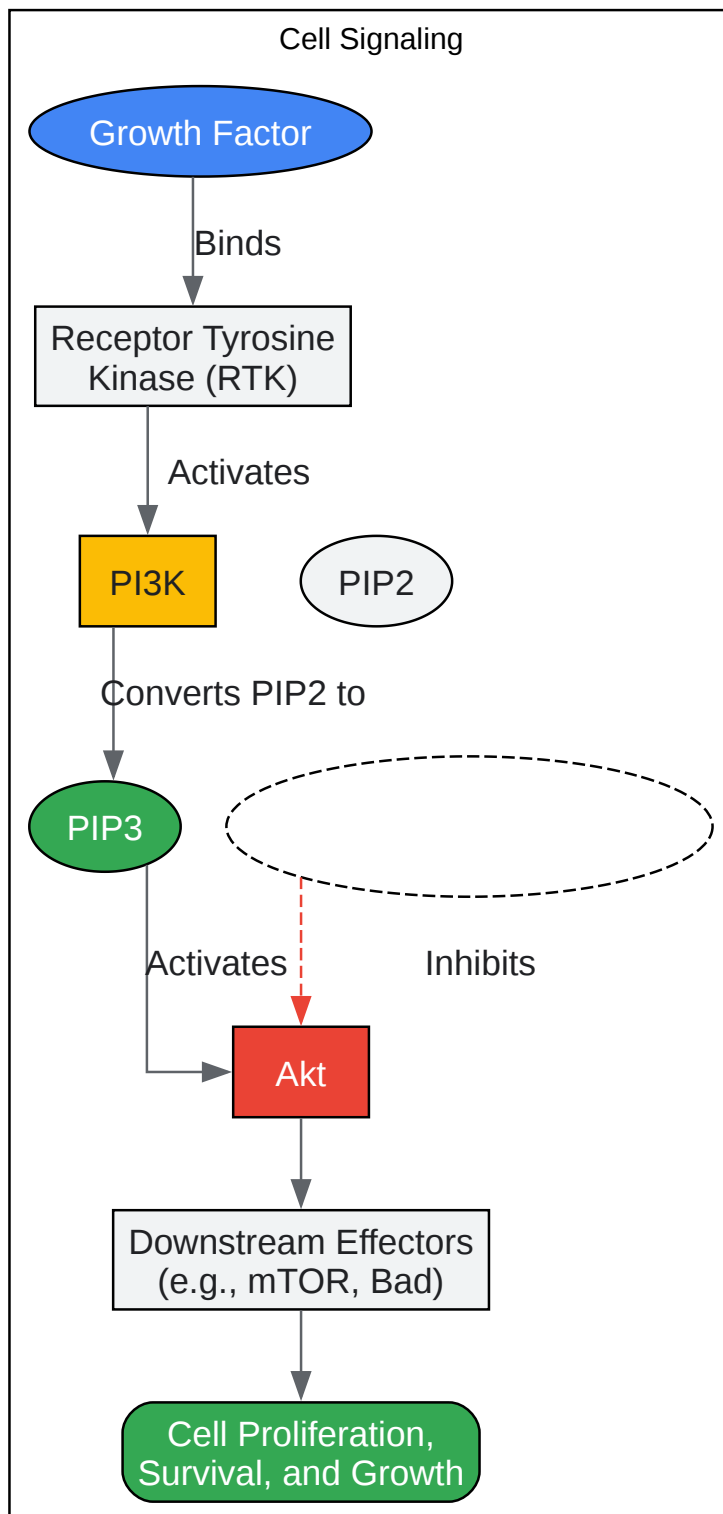 Cell Signaling
Growth Factor
Binds
Receptor Tyrosine
Kinase (RTK)
Activates
PI3K
PIP2
Converts PIP2 to
PIP3
Activates
Inhibits
Akt
Downstream Effectors
(e.g., mTOR, Bad)
Cell Proliferation,
Survival, and Growth